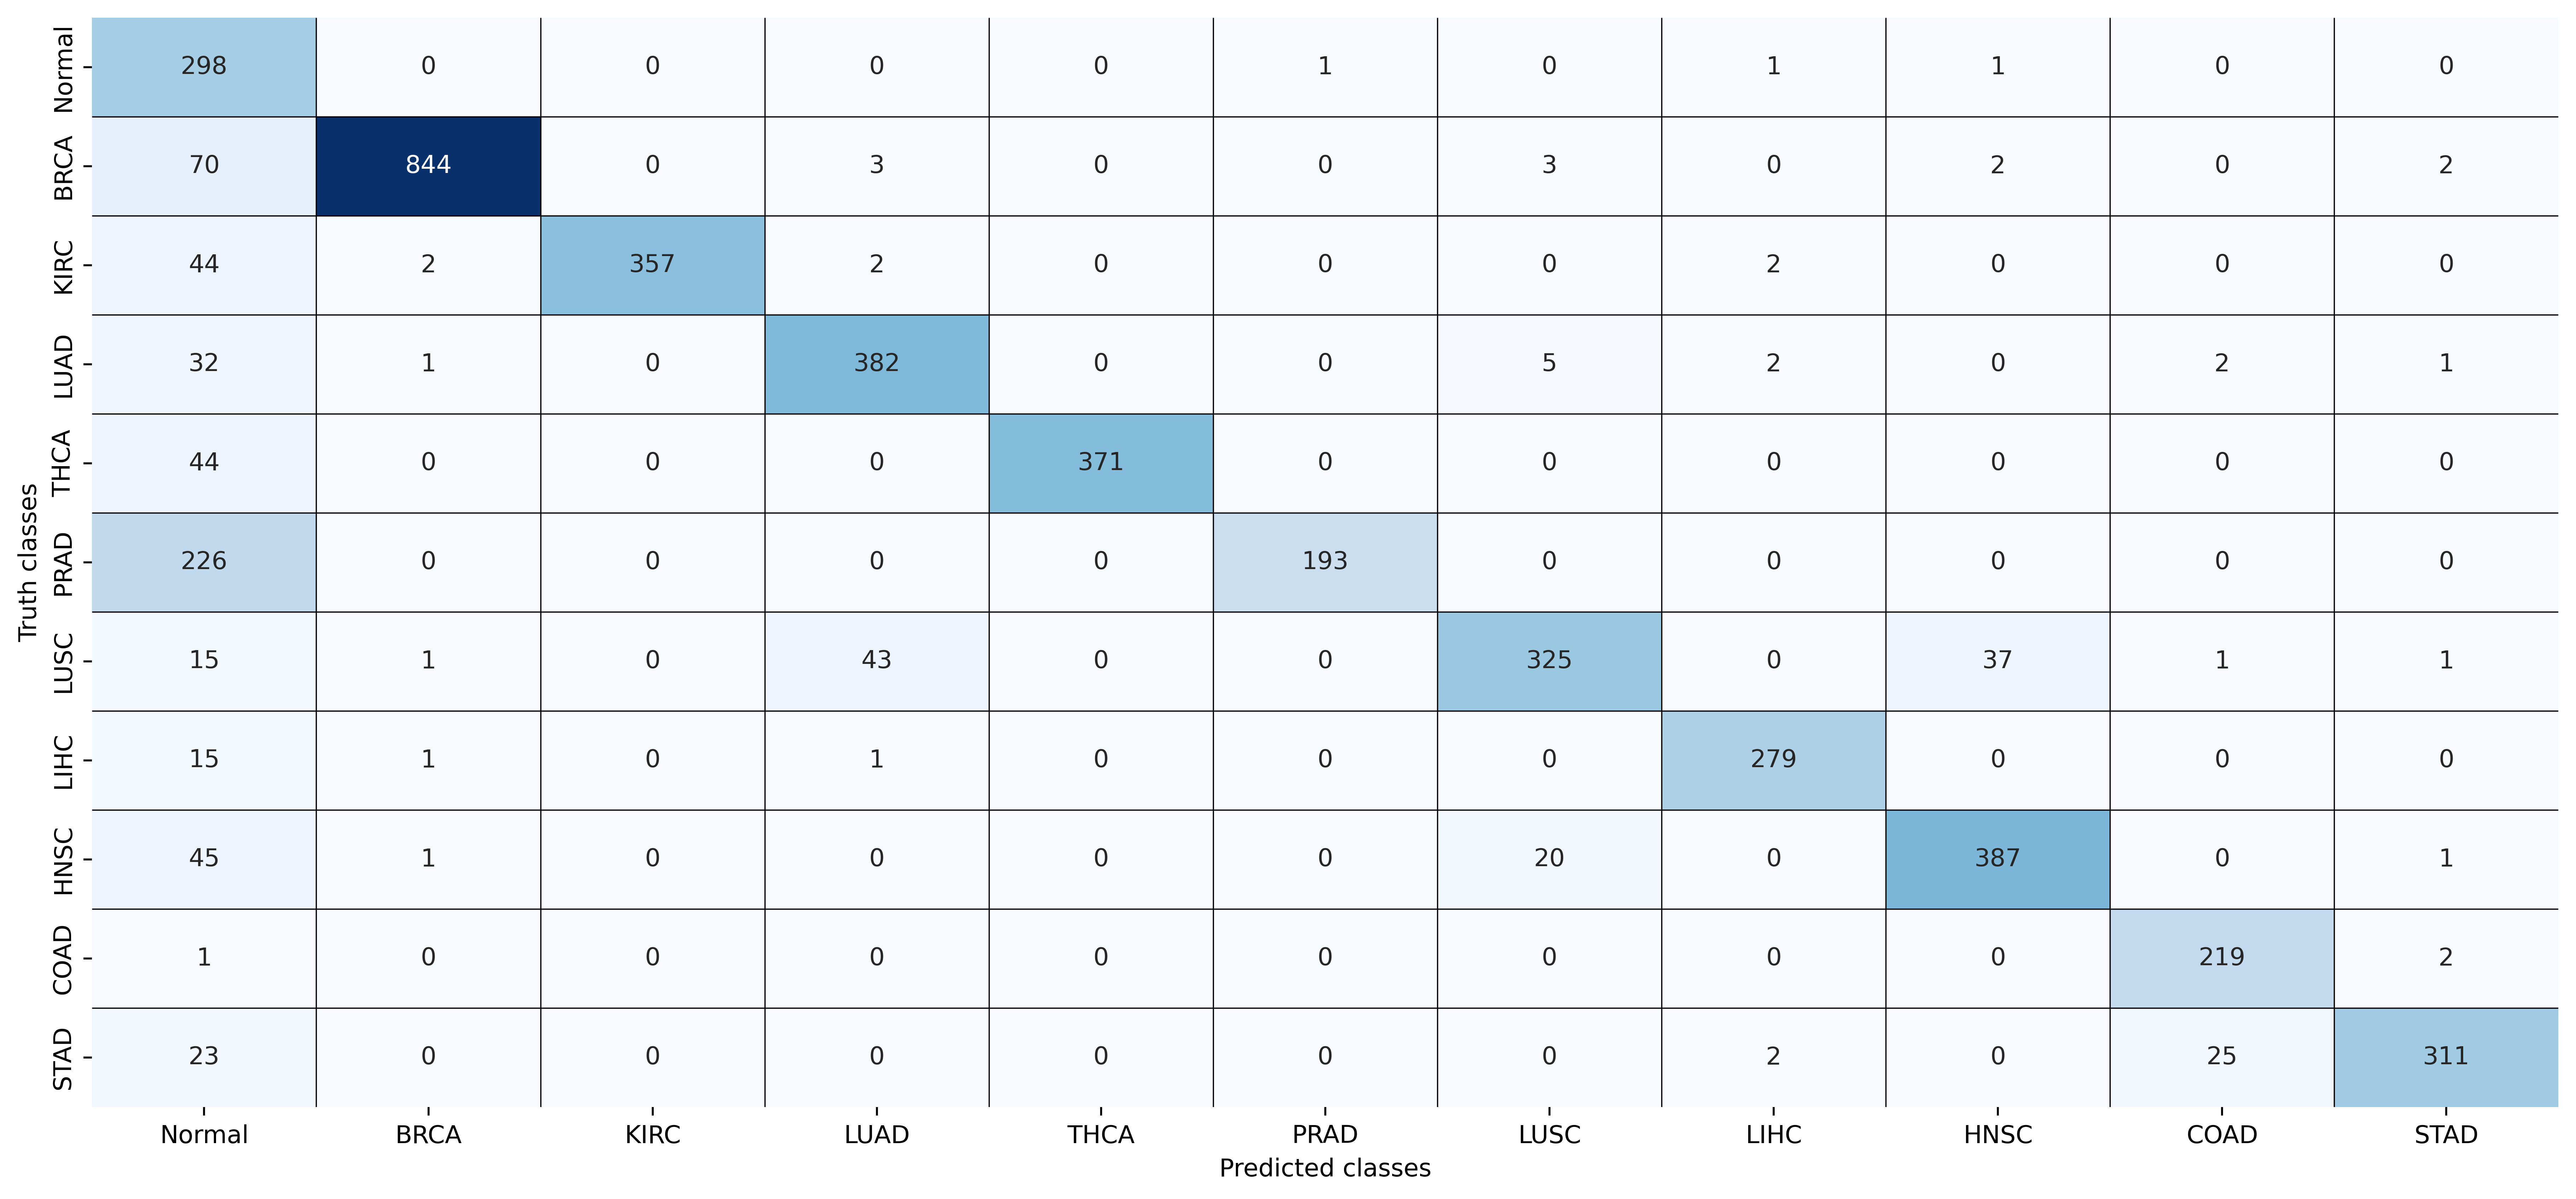 Truth classes
Normal 298 0 0 0 0 1 0 1 1 0 0
BRCA 70 844 0 3 0 0 3 0 2 0 2
KIRC 44 2 357 2 0 0 0 2 0 0 0
LUAD 32 1 0 382 0 0 5 2 0 2 1
THCA 44 0 0 0 371 0 0 0 0 0 0
PRAD 226 0 0 0 0 193 0 0 0 0 0
LUSC 15 1 0 43 0 0 325 0 37 1 1
LIHC 15 1 0 1 0 0 0 279 0 0 0
HNSC 45 1 0 0 0 0 20 0 387 0 1
COAD 1 0 0 0 0 0 0 0 0 219 2
STAD 23 0 0 0 0 0 0 2 0 25 311
Normal BRCA KIRC LUAD THCA PRAD LUSC LIHC HNSC COAD STAD
Predicted classes